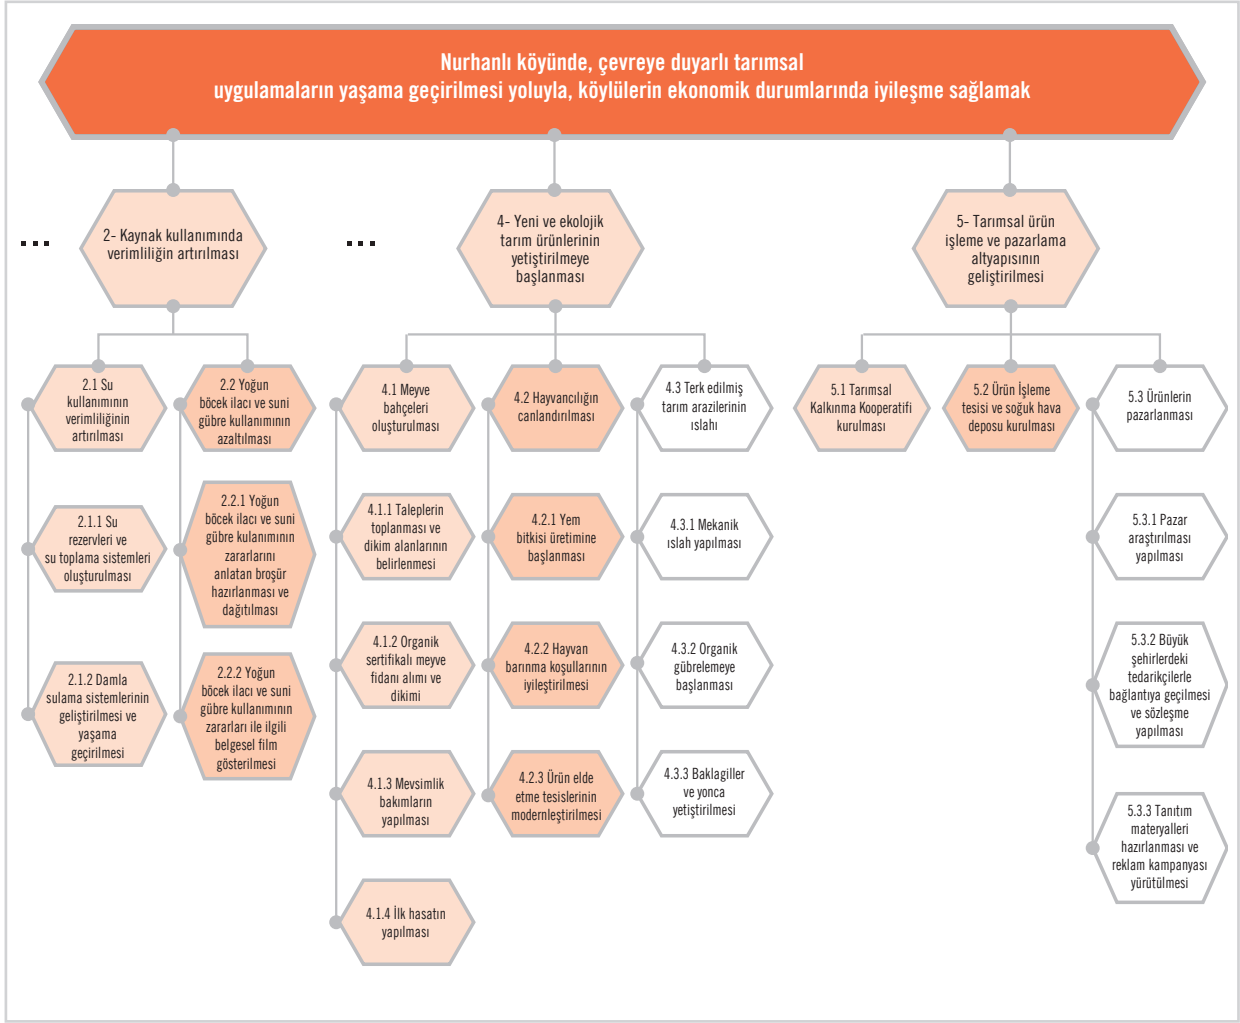 Nurhanlı köyünde, çevreye duyarlı tarımsal
uygulamaların yaşama geçirilmesi yoluyla, köylülerin ekonomik durumlarında iyileşme sağlamak
...
2- Kaynak kullanımında
verimliliğin artırılması
...
4- Yeni ve ekolojik
tarım ürünlerinin
yetiştirilmeye
başlanması
5- Tarımsal ürün
işleme ve pazarlama
altyapısının
geliştirilmesi
2.1 Su
kullanımının
verimliliğinin
artırılması
2.2 Yoğun
böcek ilacı ve suni
gübre kullanımının
azaltılması
4.1 Meyve
bahçeleri
oluşturulması
4.2 Hayvancılığın
canlandırılması
4.3 Terk edilmiş
tarım arazilerinin
ıslahı
5.1 Tarımsal
Kalkınma Kooperatifi
kurulması
5.2 Ürün İşleme
tesisi ve soğuk hava
deposu kurulması
5.3 Ürünlerin
pazarlanması
2.1.1 Su
rezervleri ve
su toplama sistemleri
oluşturulması
2.2.1 Yoğun
böcek ilacı ve suni
gübre kulanımının
zararlarını
anlatan broşür
hazırlanması ve
dağıtılması
4.1.1 Taleplerin
toplanması ve
dikim alanlarının
belirlenmesi
4.2.1 Yem
bitkisi üretimine
başlanması
4.3.1 Mekanik
ıslah yapılması
5.3.1 Pazar
araştırılması
yapılması
2.1.2 Damla
sulama sistemlerinin
geliştirilmesi ve
yaşama
geçirilmesi
2.2.2 Yoğun
böcek ilacı ve suni
gübre kullanımının
zararları ile ilgili
belgesel film
gösterilmesi
4.1.2 Organik
sertifikalı meyve
fidanı alımı ve
dikimi
4.2.2 Hayvan
barınma koşullarının
iyileştirilmesi
4.3.2 Organik
gübrelemeye
başlanması
5.3.2 Büyük
şehirlerdeki
tedarikçilerle
bağlantıya geçilmesi
ve sözleşme
yapılması
4.1.3 Mevsimlik
bakımların
yapılması
4.2.3 Ürün elde
etme tesislerinin
modernleştirilmesi
4.3.3 Baklagiller
ve yonca
yetiştirilmesi
5.3.3 Tanıtım
materyalleri
hazırlanması ve
reklam kampanyası
yürütülmesi
4.1.4 İlk hasatın
yapılması